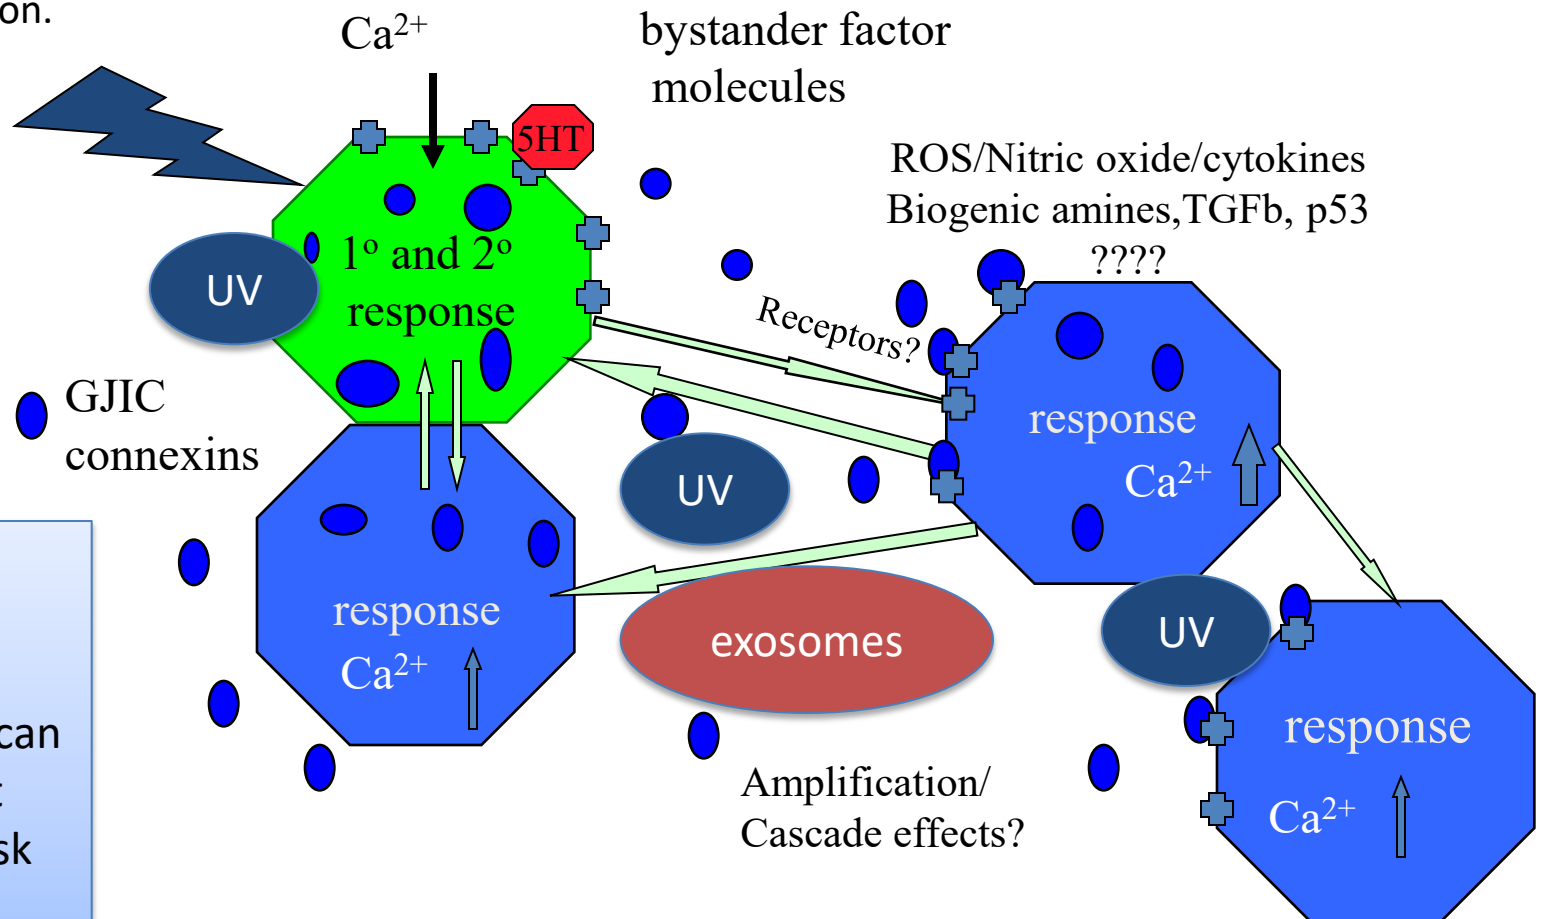 on.
Ca²⁺
bystander factor
molecules
5HT
ROS/Nitric oxide/cytokines
Biogenic amines,TGFb, p53
????
1º and 2º
response
UV
Receptors?
GJIC
connexins
response
Ca²⁺
UV
response
Ca²⁺
exosomes
UV
response
Ca²⁺
can
sk
Amplification/
Cascade effects?